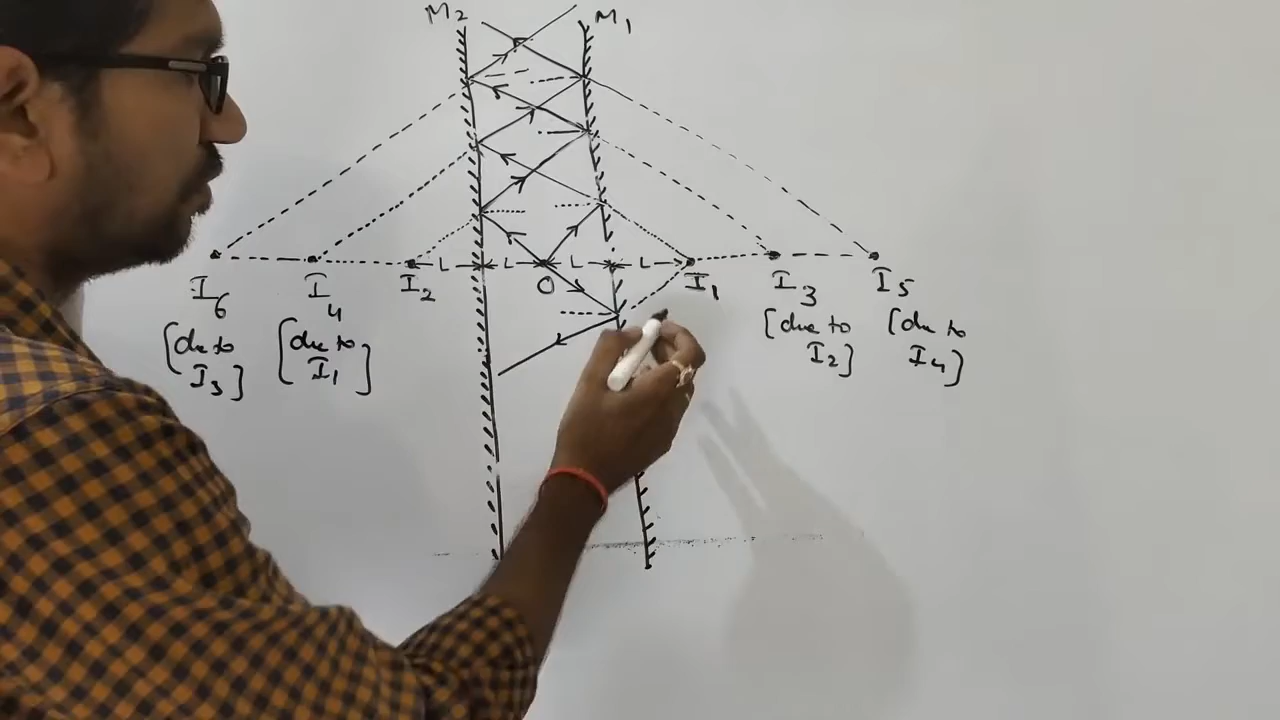 M₂ M₁
L L L L
I₆ I₄ I₂ O I₁ I₃ I₅
[due to I₃] [due to I₁] [due to I₂] [due to I₄]